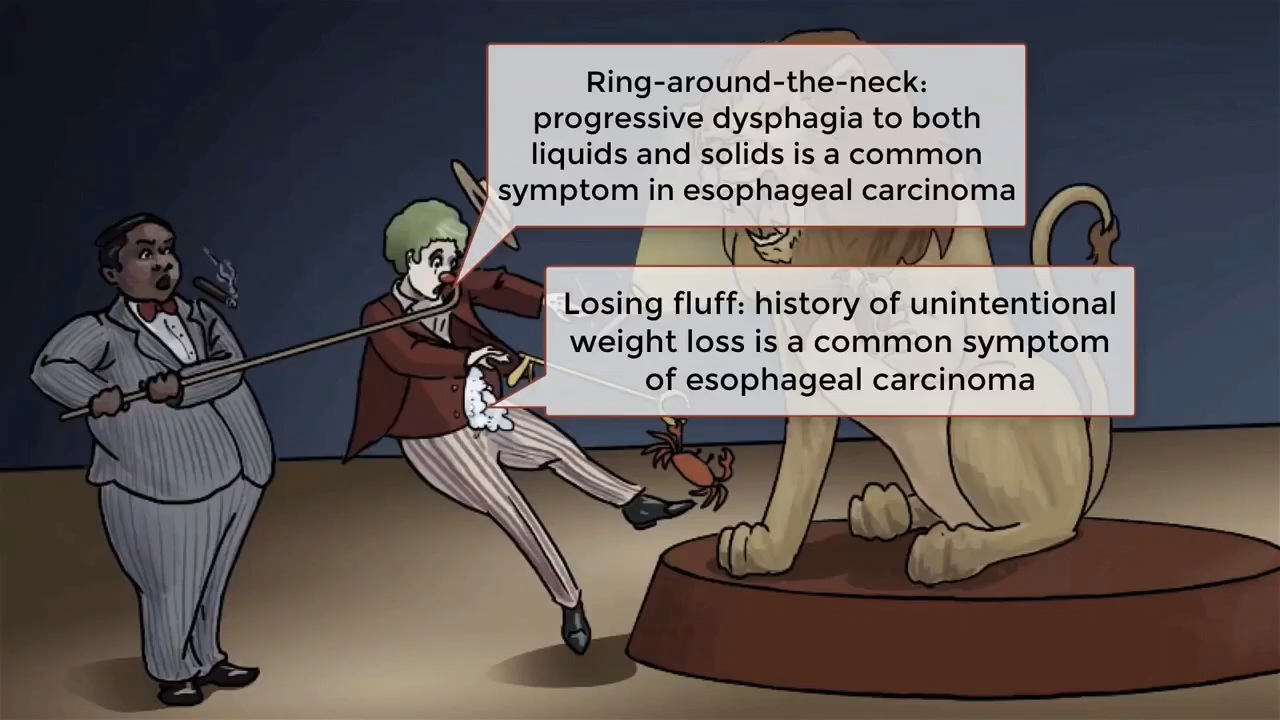 Ring-around-the-neck:
progressive dysphagia to both
liquids and solids is a common
symptom in esophageal carcinoma
Losing fluff: history of unintentional
weight loss is a common symptom
of esophageal carcinoma